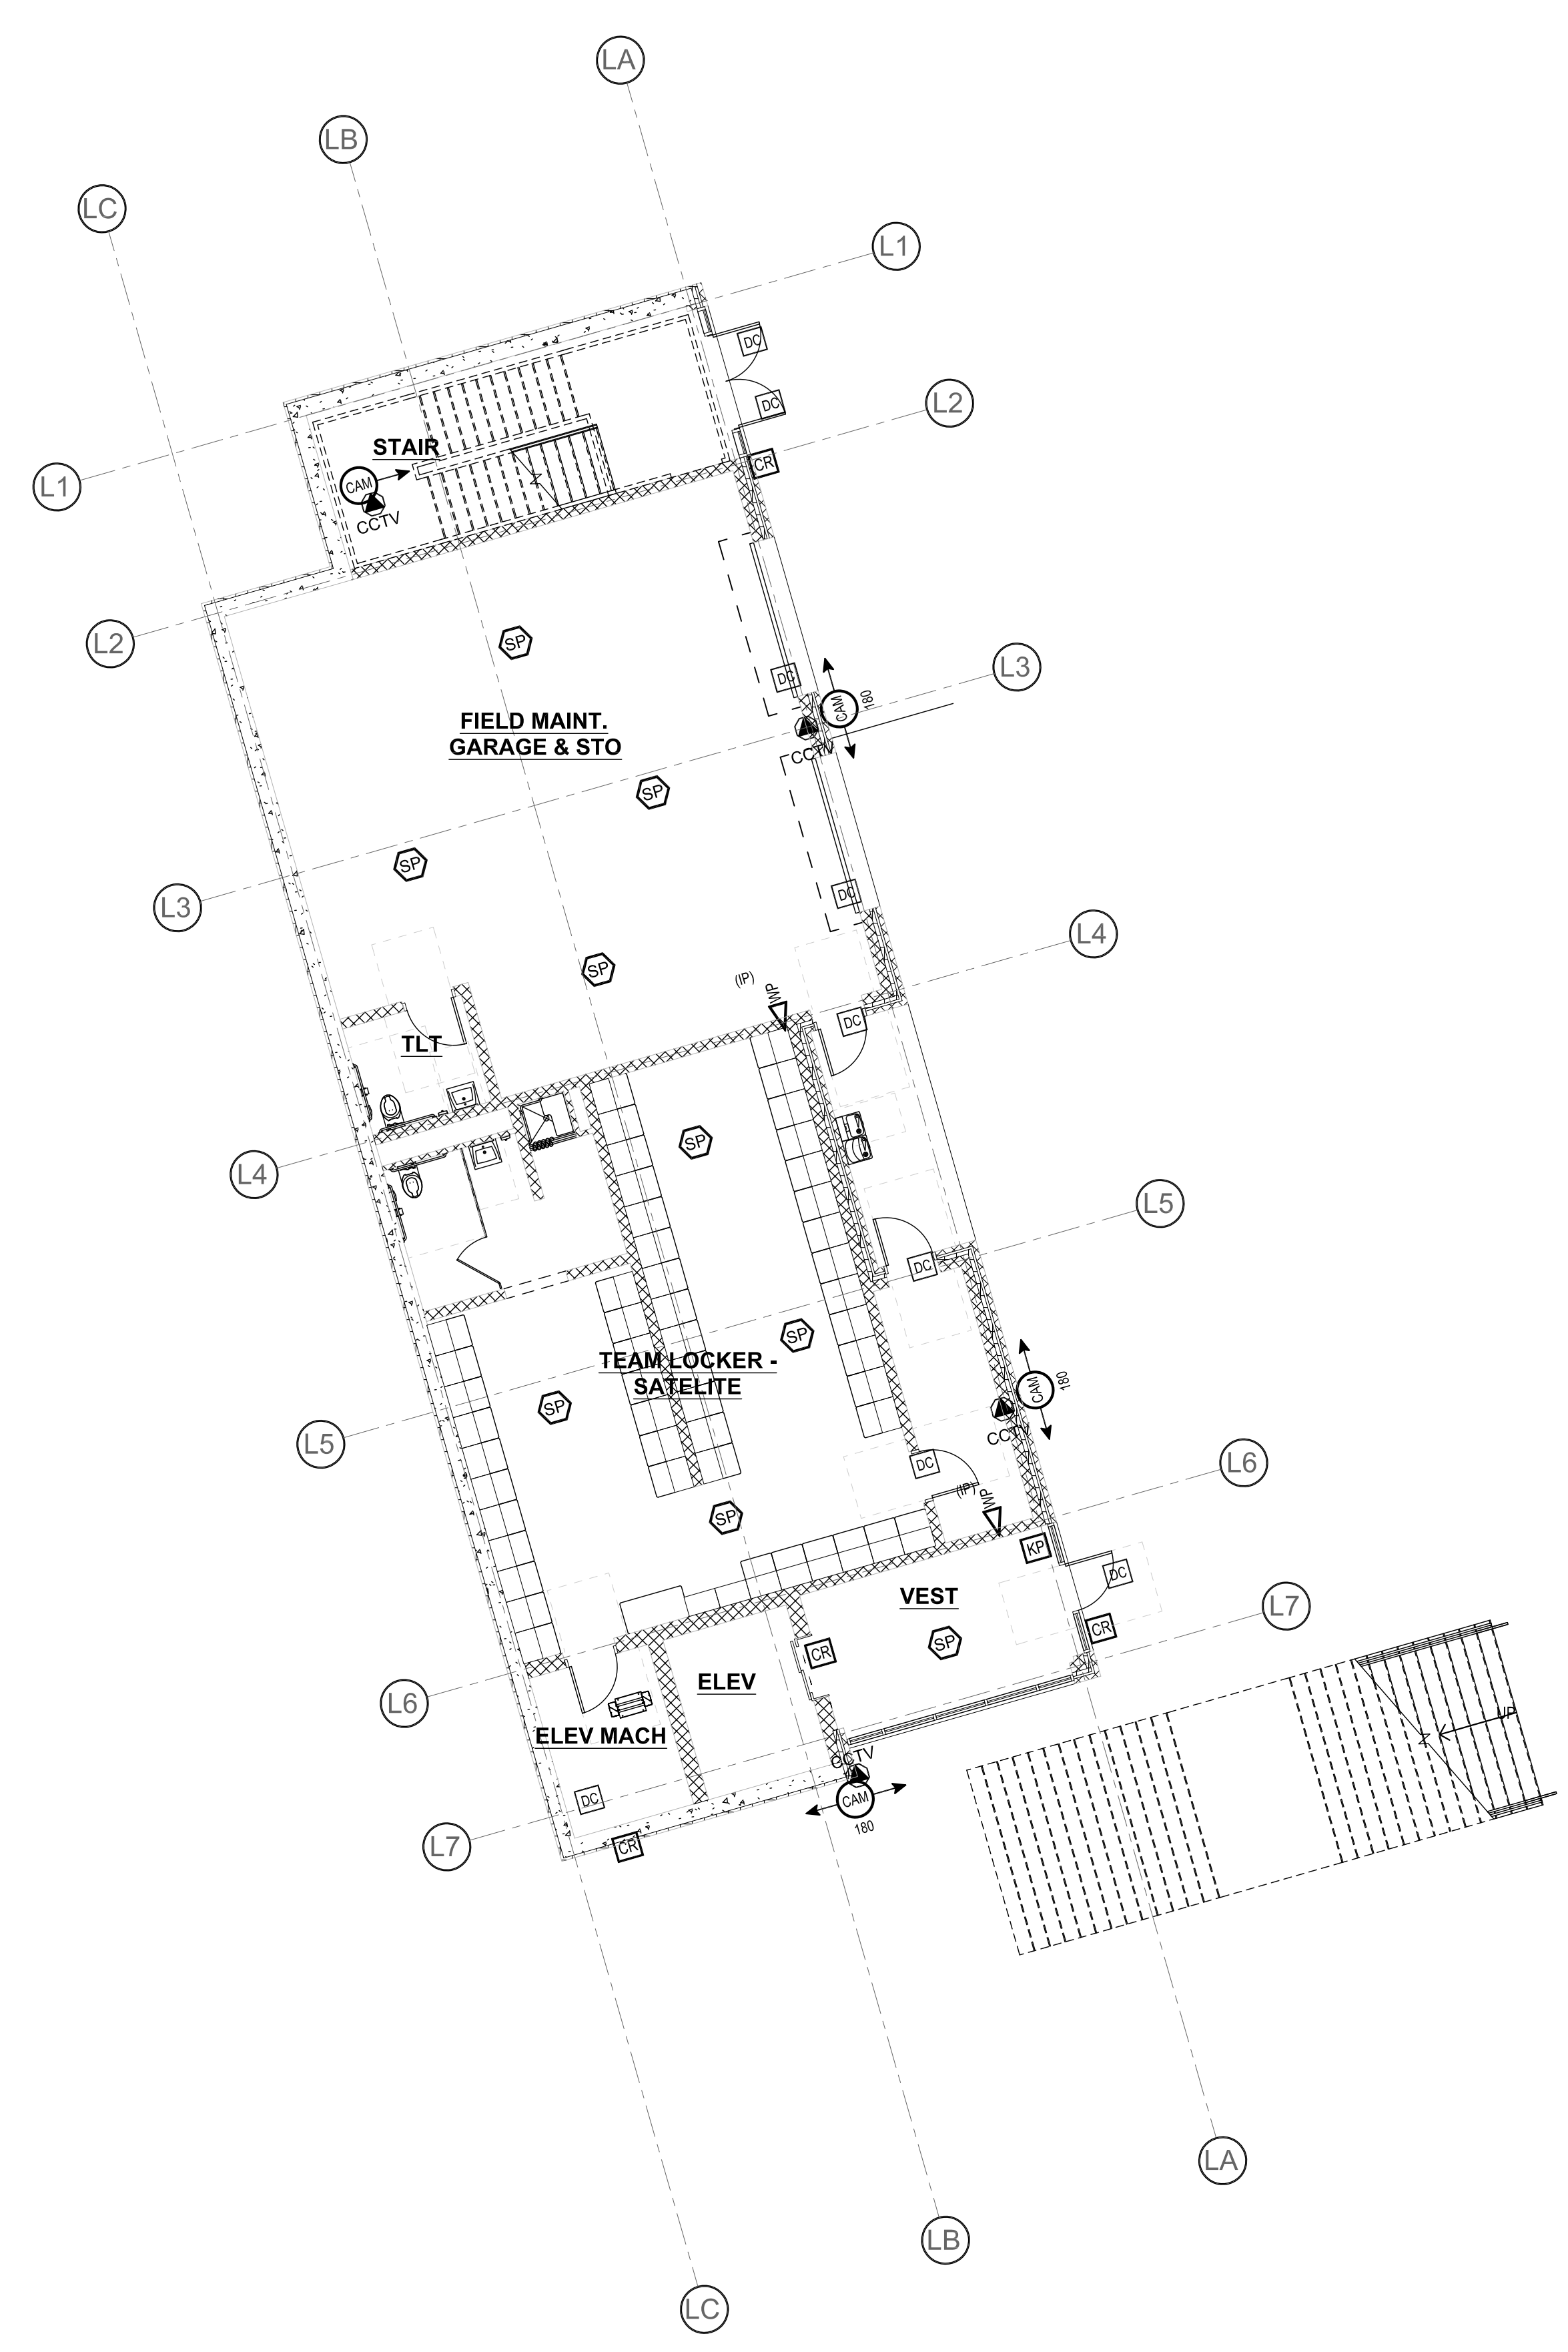 LA
LB
LC
L1
DC
L2
DC
STAIR
CR
CAM
L1
CCTV
SP
L2
L3
DC
CAM
180
FIELD MAINT.
GARAGE & STO
CCTV
SP
SP
DC
L3
L4
SP
(IP)
WP
DC
TLT
SP
L4
L5
DC
SP
TEAM LOCKER -
SATELITE
CAM
180
SP
CCTV
L5
DC
L6
(IP)
WP
SP
KP
DC
VEST
L7
CR
SP
CR
ELEV
L6
UP
ELEV MACH
CCTV
DC
CAM
180
L7
CR
LA
LB
LC